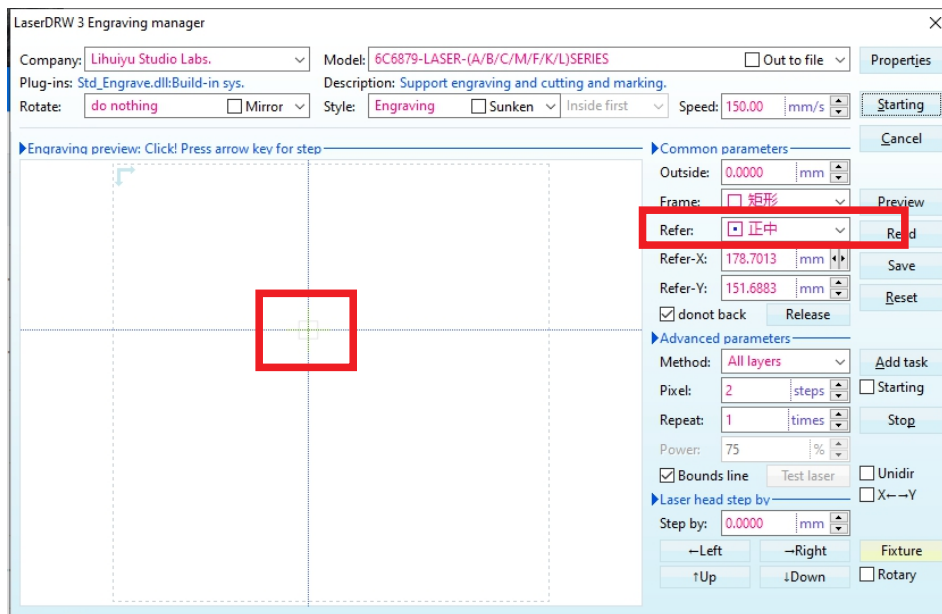 LaserDRW 3 Engraving manager
Company: Lihuiyu Studio Labs. Model: 6C6879-LASER-(A/B/C/M/F/K/L)SERIES Out to file Properties
Plug-ins: Std_Engrave.dll:Build-in sys. Description: Support engraving and cutting and marking.
Rotate: do nothing Mirror Style: Engraving Sunken Inside first Speed: 150.00 mm/s Starting
Cancel
Engraving preview: Click! Press arrow key for step Common parameters
Outside: 0.0000 mm
Frame: 矩形 Preview
Refer: 正中
Refer-X: 178.7013 mm Save
Refer-Y: 151.6883 mm Reset
donot back Release
Advanced parameters
Method: All layers Add task
Pixel: 2 steps Starting
Repeat: 1 times Stop
Power: 75 %
Bounds line Test laser Unidir
Laser head step by X←→Y
Step by: 0.0000 mm
←Left →Right Fixture
↑Up ↓Down Rotary